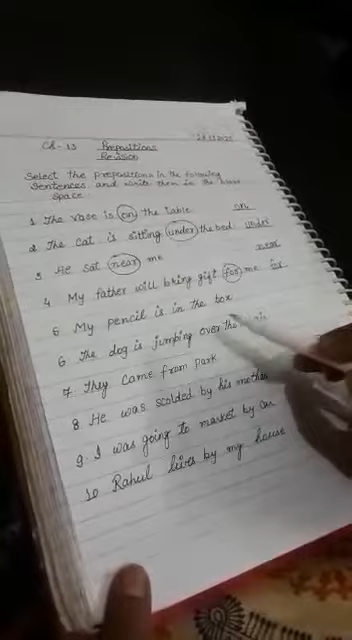 Ch - 13 Prepositions
Revision
Select the prepositions in the following
Sentences and write them in the blank
space
1 The vase is on the table on
2 The cat is sitting under the bed under
3 He sat near me near
4 My father will bring gift for me for
5 My pencil is in the box
6 The dog is jumping over the
7 They came from park
8 He was scolded by his mother
9. I was going to market by car
10 Rahul lives by my house